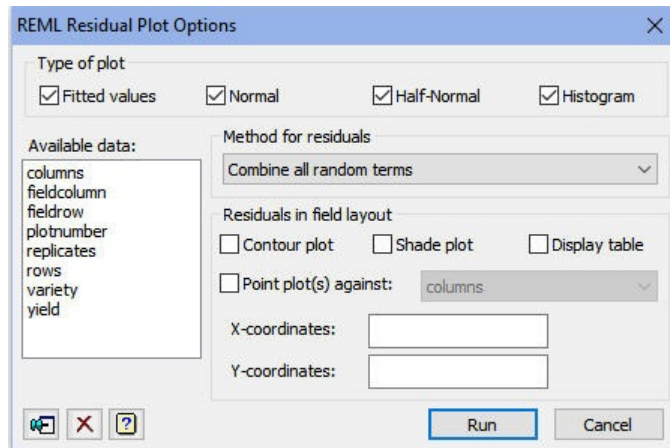 REML Residual Plot Options
Type of plot
Fitted values Normal Half-Normal Histogram
Available data:
columns
fieldcolumn
fieldrow
plotnumber
replicates
rows
variety
yield
Method for residuals
Combine all random terms
Residuals in field layout
Contour plot Shade plot Display table
Point plot(s) against: columns
X-coordinates:
Y-coordinates:
Run Cancel